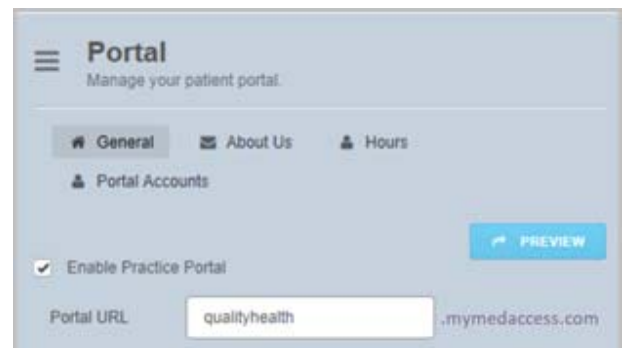 Portal
Manage your patient portal.
General About Us Hours
Portal Accounts
PREVIEW
Enable Practice Portal
Portal URL qualityhealth .mymedaccess.com